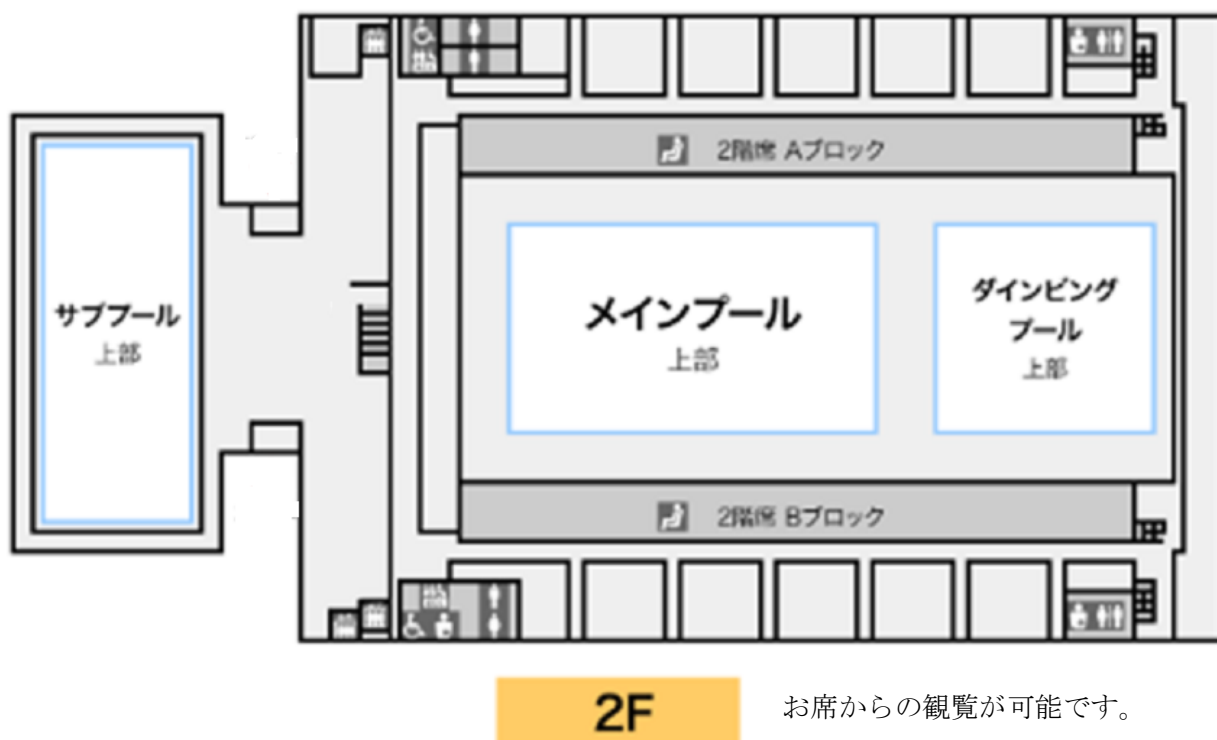 2階席 Aブロック
サブプール
上部
メインプール
上部
ダインビング
プール
上部
2階席 Bブロック
2F
お席からの観覧が可能です。